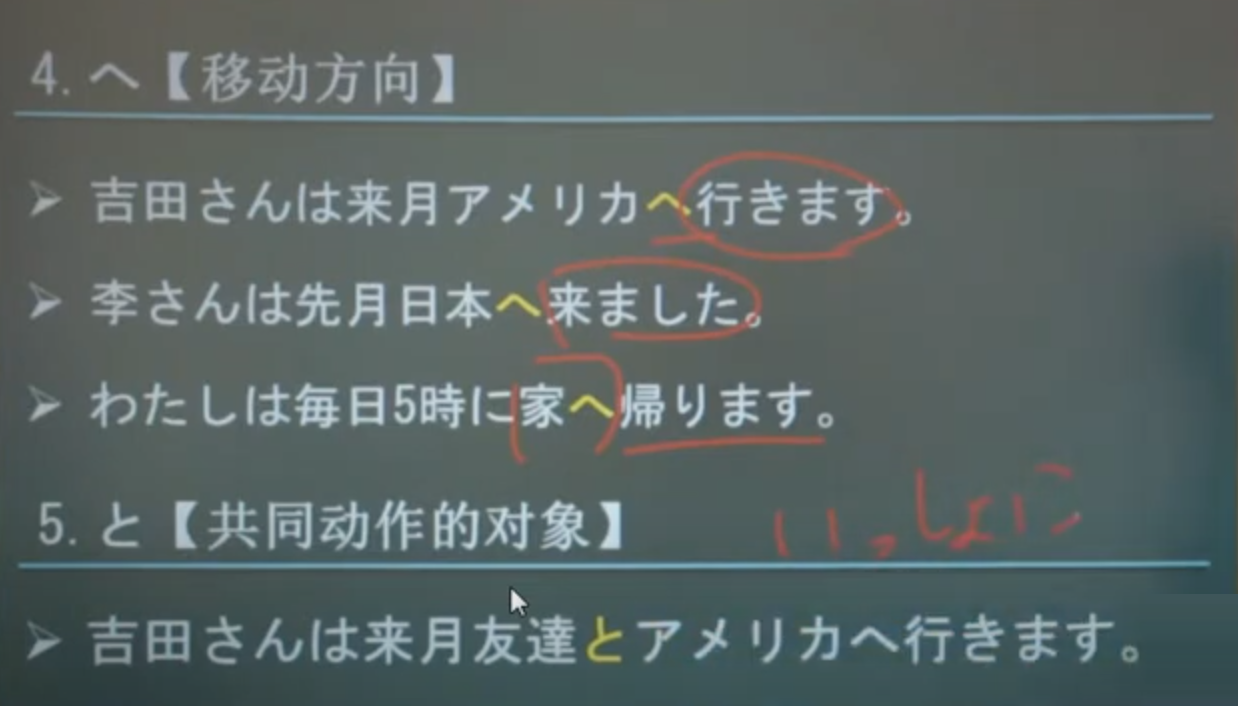 4. へ【移动方向】
➢ 吉田さんは来月アメリカへ行きます。
➢ 李さんは先月日本へ来ました。
➢ わたしは毎日5時に家へ帰ります。
5. と【共同动作的对象】
いっしょに
➢ 吉田さんは来月友達とアメリカへ行きます。